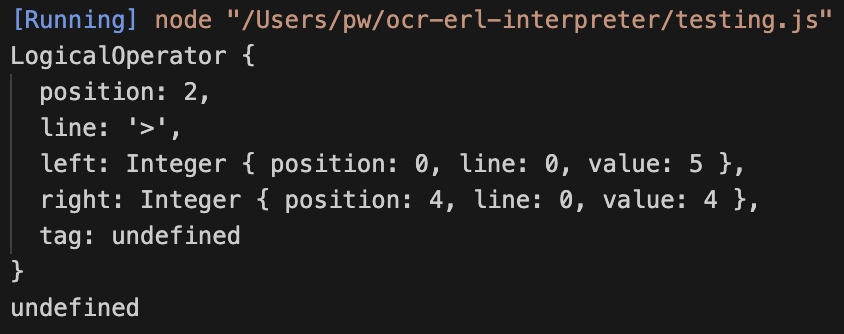 [Running] node "/Users/pw/ocr-erl-interpreter/testing.js"
LogicalOperator {
  position: 2,
  line: '>',
  left: Integer { position: 0, line: 0, value: 5 },
  right: Integer { position: 4, line: 0, value: 4 },
  tag: undefined
}
undefined